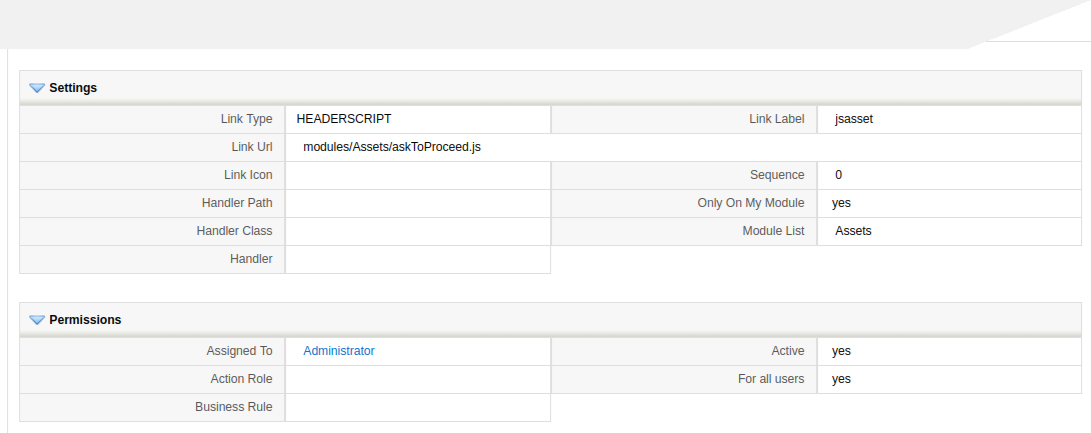 Settings
Link Type HEADERSCRIPT Link Label jsasset
Link Url modules/Assets/askToProceed.js
Link Icon Sequence 0
Handler Path Only On My Module yes
Handler Class Module List Assets
Handler
Permissions
Assigned To Administrator Active yes
Action Role For all users yes
Business Rule